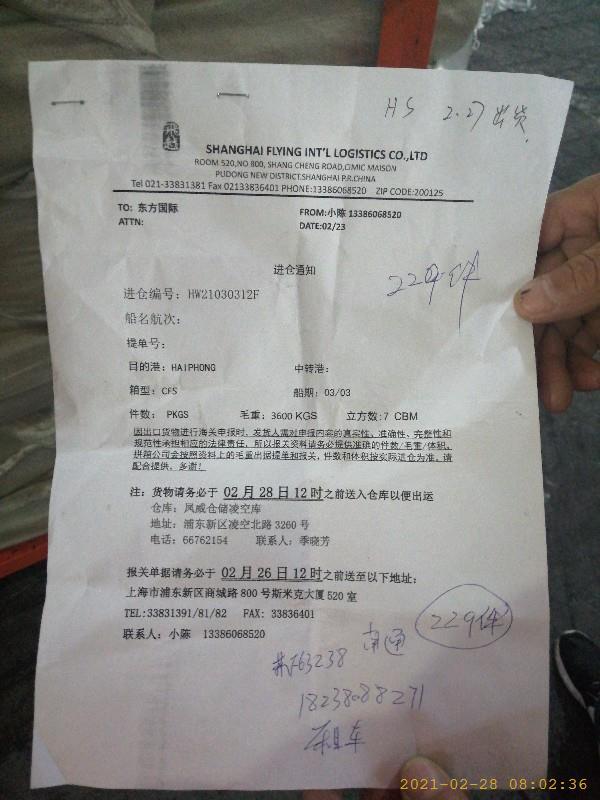 HS 2.27出货
SHANGHAI FLYING INT'L LOGISTICS CO.,LTD
ROOM 520,NO 800, SHANG CHENG ROAD,CIMIC MAISON
PUDONG NEW DISTRICT.SHANGHAI P.R.CHINA
Tel 021-33831381 Fax 02133836401 PHONE:13386068520 ZIP CODE:200125
TO: 东方国际
FROM:小陈 13386068520
ATTN:
DATE:02/23
进仓通知
229件
进仓编号: HW21030312F
船名航次:
提单号:
目的港: HAIPHONG 中转港:
箱型: CFS 船期: 03/03
件数: PKGS 毛重: 3600 KGS 立方数:7 CBM
因出口货物进行海关申报时，发货人需对申报内容的真实性、准确性、完整性和
规范性承担相应的法律责任，所以报关资料请务必提供准确的件数/毛重/体积。
拼箱公司会按照资料上的毛重出据提单和报关，件数和体积按实际进仓为准。请
配合提供，多谢!
注: 货物请务必于 02 月 28 日 12 时之前送入仓库以便出运
仓库: 凤威仓储凌空库
地址: 浦东新区凌空北路 3260 号
电话: 66762154 联系人: 季晓芳
报关单据请务必于 02 月 26 日 12 时之前送至以下地址:
上海市浦东新区商城路 800 号斯米克大厦 520 室
TEL:33831391/81/82 FAX: 33836401
联系人: 小陈 13386068520
229件
南通
63238
18238088271
租车
2021-02-28 08:02:36